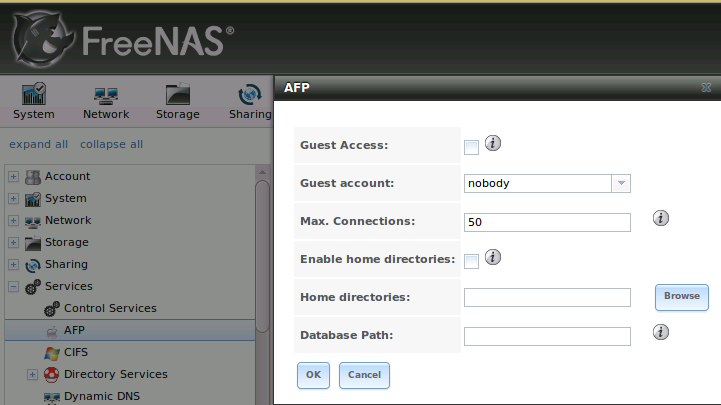 FreeNAS®
System
Network
Storage
Sharing
expand all collapse all
Account
System
Network
Storage
Sharing
Services
Control Services
AFP
CIFS
Directory Services
Dynamic DNS
AFP
Guest Access:
Guest account: nobody
Max. Connections: 50
Enable home directories:
Home directories: Browse
Database Path:
OK Cancel